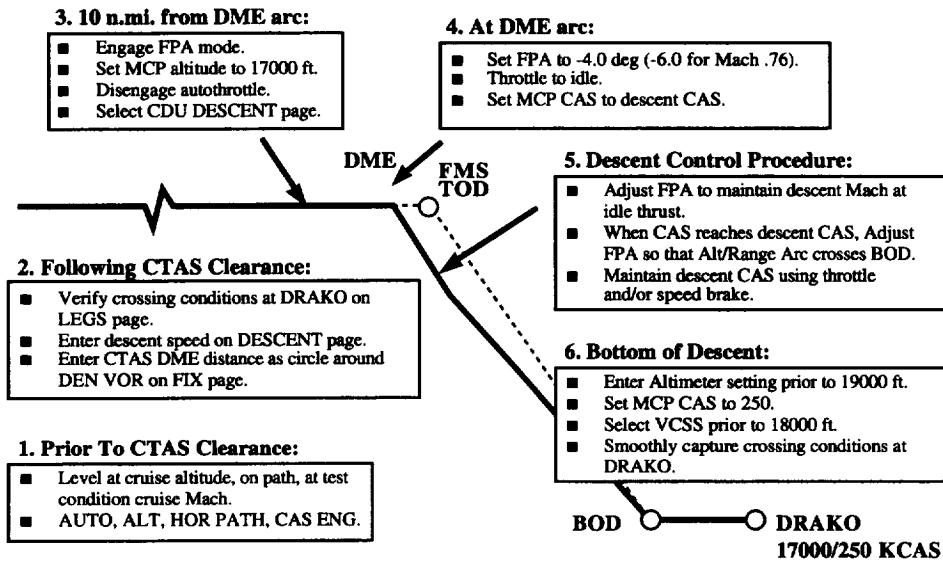 3. 10 n.mi. from DME arc:
■ Engage FPA mode.
■ Set MCP altitude to 17000 ft.
■ Disengage autothrottle.
■ Select CDU DESCENT page.
4. At DME arc:
■ Set FPA to -4.0 deg (-6.0 for Mach .76).
■ Throttle to idle.
■ Set MCP CAS to descent CAS.
DME
FMS
TOD
5. Descent Control Procedure:
■ Adjust FPA to maintain descent Mach at
idle thrust.
■ When CAS reaches descent CAS, Adjust
FPA so that Alt/Range Arc crosses BOD.
■ Maintain descent CAS using throttle
and/or speed brake.
2. Following CTAS Clearance:
■ Verify crossing conditions at DRAKO on
LEGS page.
■ Enter descent speed on DESCENT page.
■ Enter CTAS DME distance as circle around
DEN VOR on FIX page.
6. Bottom of Descent:
■ Enter Altimeter setting prior to 19000 ft.
■ Set MCP CAS to 250.
■ Select VCSS prior to 18000 ft.
■ Smoothly capture crossing conditions at
DRAKO.
1. Prior To CTAS Clearance:
■ Level at cruise altitude, on path, at test
condition cruise Mach.
■ AUTO, ALT, HOR PATH, CAS ENG.
BOD
DRAKO
17000/250 KCAS